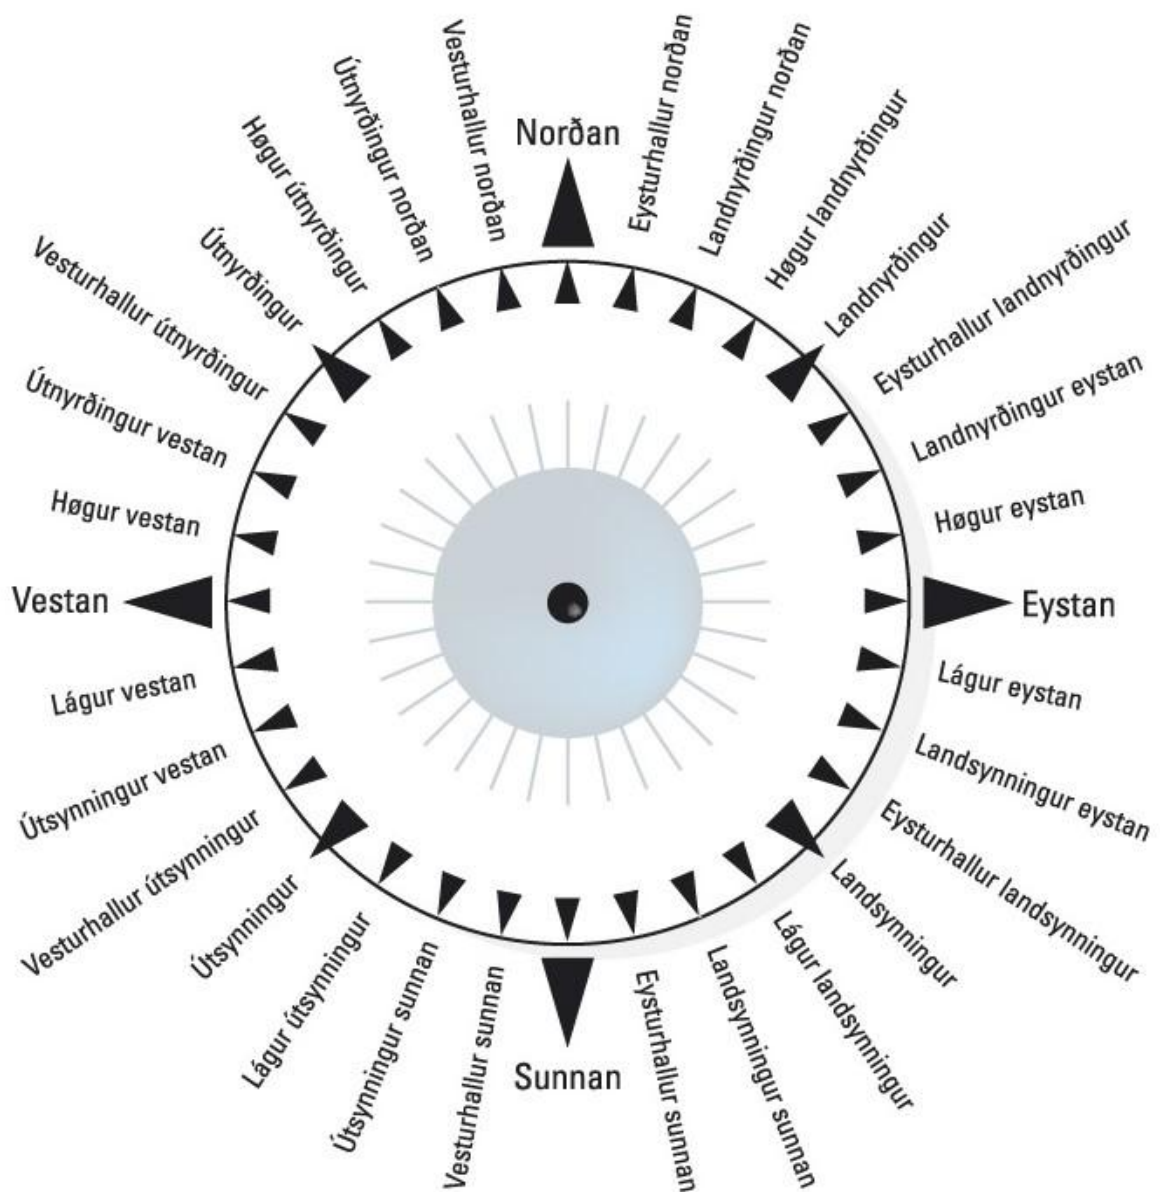 Norðan
Eysturhallur norðan
Landnyrðingur norðan
Høgur landnyrðingur
Landnyrðingur
Eysturhallur landnyrðingur
Landnyrðingur eystan
Høgur eystan
Eystan
Lágur eystan
Landsynningur eystan
Eysturhallur landsynningur
Landsynningur
Lágur landsynningur
Landsynningur sunnan
Eysturhallur sunnan
Sunnan
Vesturhallur sunnan
Útsynningur sunnan
Lágur útsynningur
Útsynningur
Vesturhallur útsynningur
Útsynningur vestan
Lágur vestan
Vestan
Høgur vestan
Útnyrðingur vestan
Vesturhallur útnyrðingur
Útnyrðingur
Høgur útnyrðingur
Útnyrðingur norðan
Vesturhallur norðan